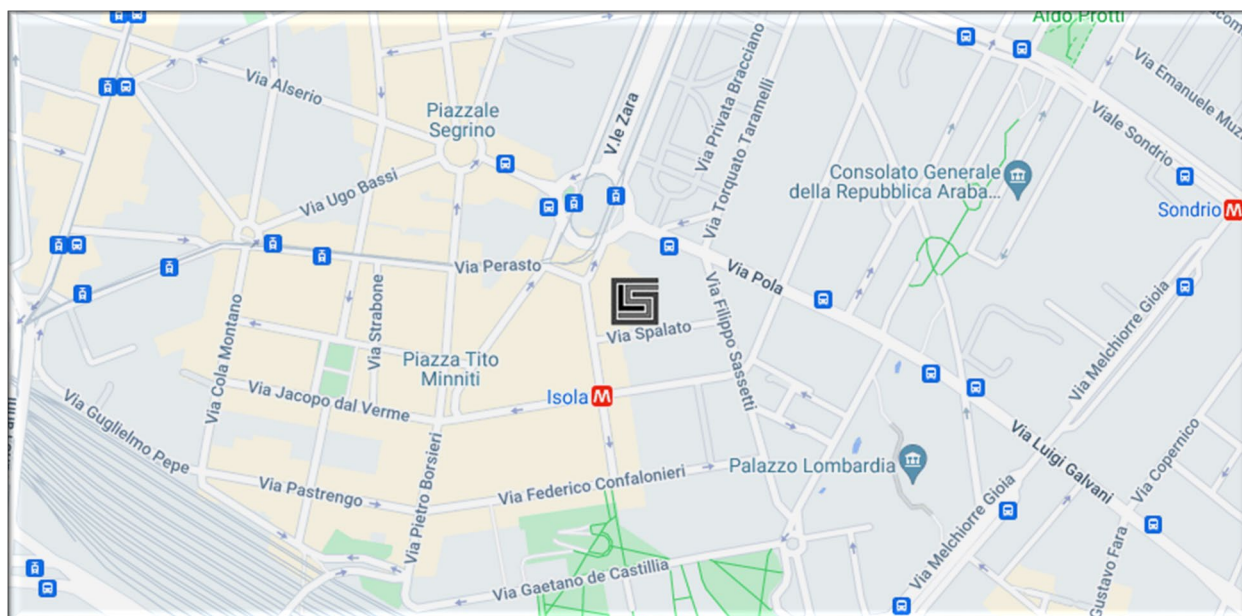 Aldo Protti
Via Emanuele Muz
Via Alserio
Piazzale
Segrino
V.le Zara
Via Privata Bracciano
Via Torquato Taramelli
Viale Sondrio
Consolato Generale
della Repubblica Araba...
Sondrio M
Via Ugo Bassi
Via Perasto
LS
Via Pola
Via Strabone
Via Cola Montano
Via Spalato
Via Filippo Sassetti
Via Melchiorre Gioia
Piazza Tito
Minniti
Via Jacopo dal Verme
Isola M
Via Guglielmo Pepe
Via Luigi Galvani
Via Copernico
Via Pietro Borsieri
Via Federico Confalonieri
Palazzo Lombardia
Via Pastrengo
Via Melchiorre Gioia
Gustavo Fara
Via Gaetano de Castillia